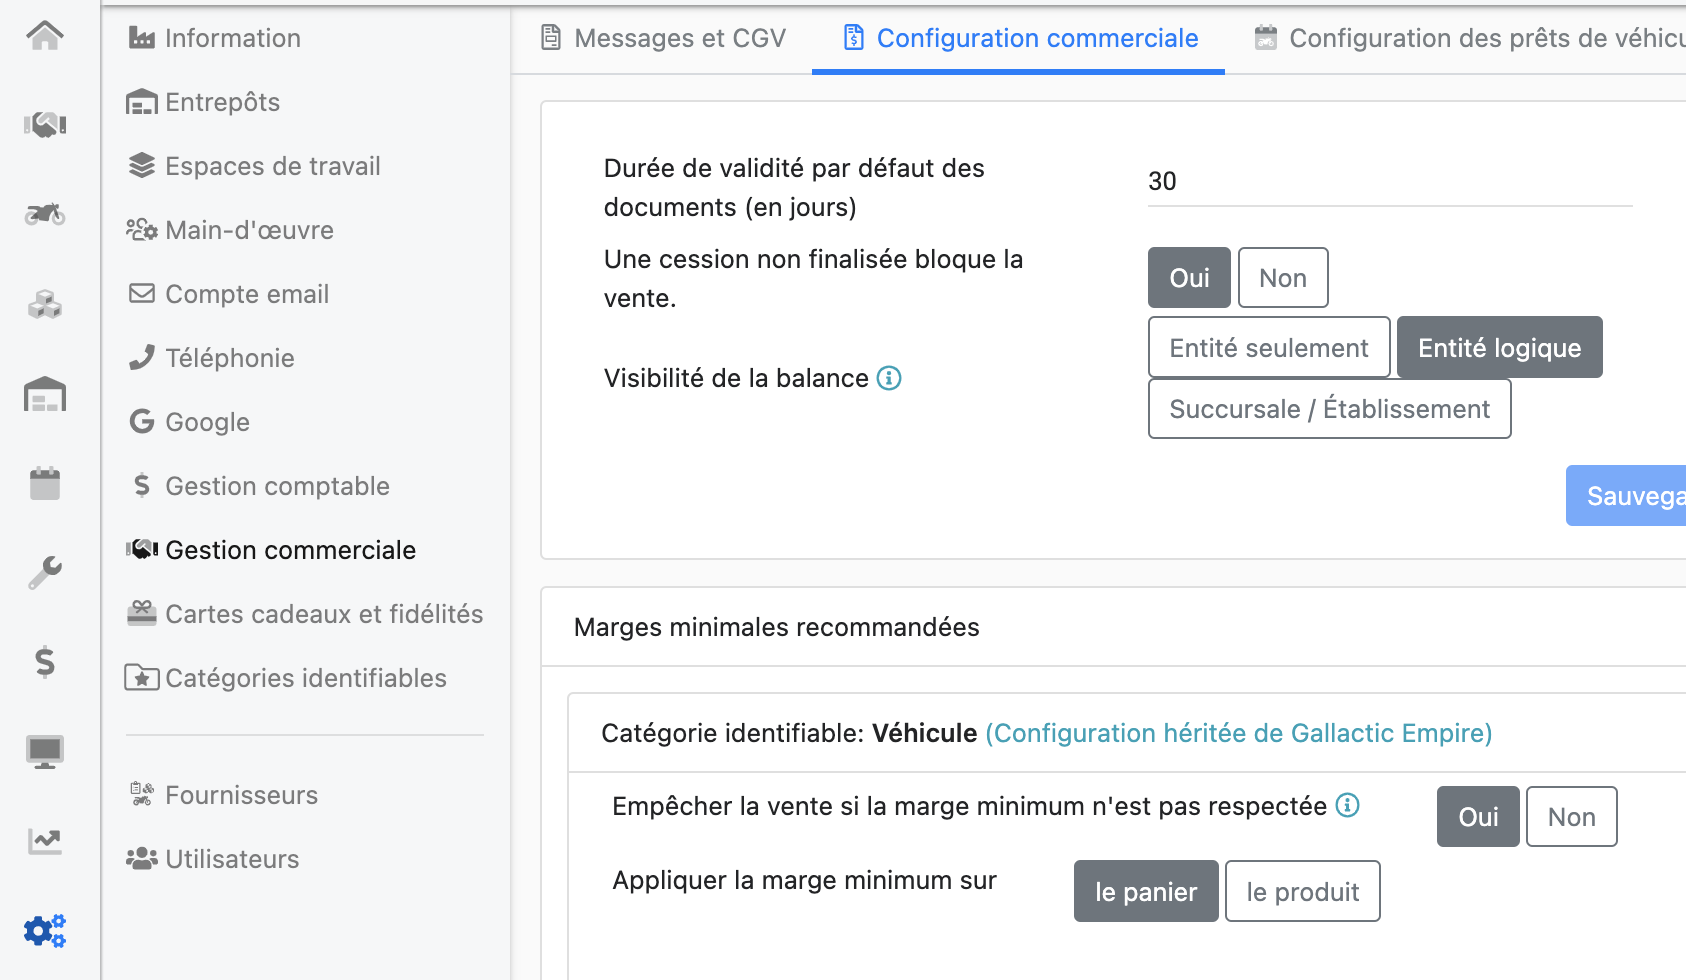 Information
Entrepôts
Espaces de travail
Main-d'œuvre
Compte email
Téléphonie
Google
Gestion comptable
Gestion commerciale
Cartes cadeaux et fidélités
Catégories identifiables
Fournisseurs
Utilisateurs
Messages et CGV
Configuration commerciale
Configuration des prêts de véhicu
Durée de validité par défaut des
documents (en jours)
30
Une cession non finalisée bloque la
vente.
Oui
Non
Visibilité de la balance
Entité seulement
Entité logique
Succursale / Établissement
Sauvega
Marges minimales recommandées
Catégorie identifiable: Véhicule (Configuration héritée de Gallactic Empire)
Empêcher la vente si la marge minimum n'est pas respectée
Oui
Non
Appliquer la marge minimum sur
le panier
le produit